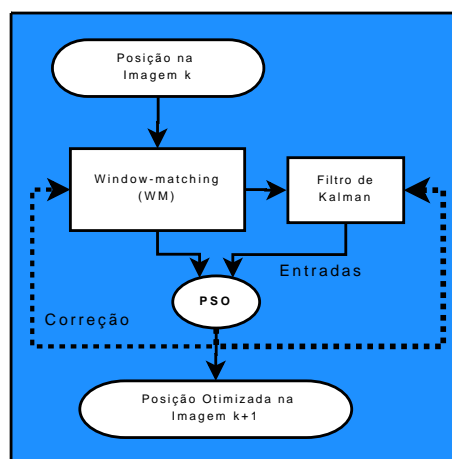 Posição na
Imagem k
Window-matching
(WM)
Filtro de
Kalman
Entradas
PSO
Correção
Posição Otimizada na
Imagem k+1